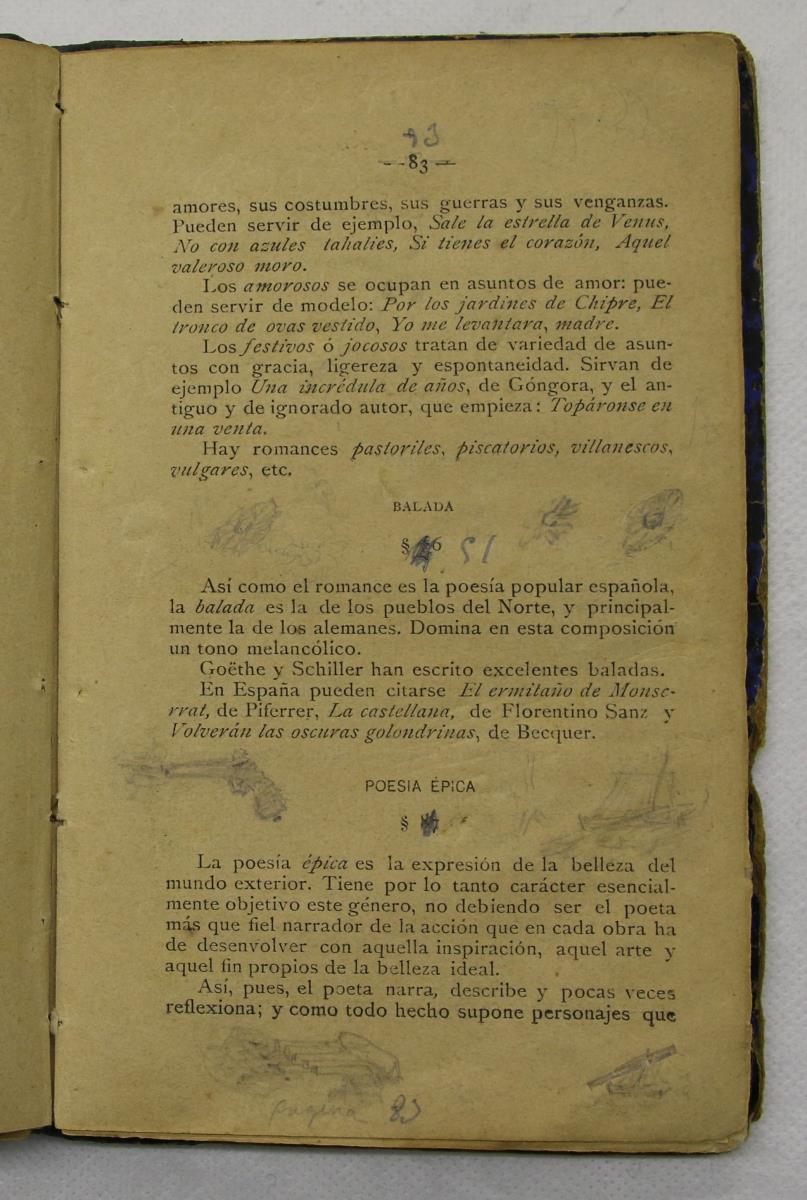 93
— 83 —
amores, sus costumbres, sus guerras y sus venganzas.
Pueden servir de ejemplo, Sale la estrella de Venus,
No con azules tahalies, Si tienes el corazón, Aquel
valeroso moro.
Los amorosos se ocupan en asuntos de amor: pue-
den servir de modelo: Por los jardines de Chipre, El
tronco de ovas vestido, Yo me levantara, madre.
Los festivos ó jocosos tratan de variedad de asun-
tos con gracia, ligereza y espontaneidad. Sirvan de
ejemplo Una incrédula de años, de Góngora, y el an-
tiguo y de ignorado autor, que empieza: Topáronse en
una venta.
Hay romances pastoriles, piscatorios, villanescos,
vulgares, etc.
BALADA
§ 6 51
Así como el romance es la poesía popular española,
la balada es la de los pueblos del Norte, y principal-
mente la de los alemanes. Domina en esta composición
un tono melancólico.
Goëthe y Schiller han escrito excelentes baladas.
En España pueden citarse El ermitaño de Monse-
rrat, de Piferrer, La castellana, de Florentino Sanz y
Volverán las oscuras golondrinas, de Becquer.
POESIA ÉPICA
§
La poesía épica es la expresión de la belleza del
mundo exterior. Tiene por lo tanto carácter esencial-
mente objetivo este género, no debiendo ser el poeta
más que fiel narrador de la acción que en cada obra ha
de desenvolver con aquella inspiración, aquel arte y
aquel fin propios de la belleza ideal.
Así, pues, el poeta narra, describe y pocas veces
reflexiona; y como todo hecho supone personajes que
pagina 83